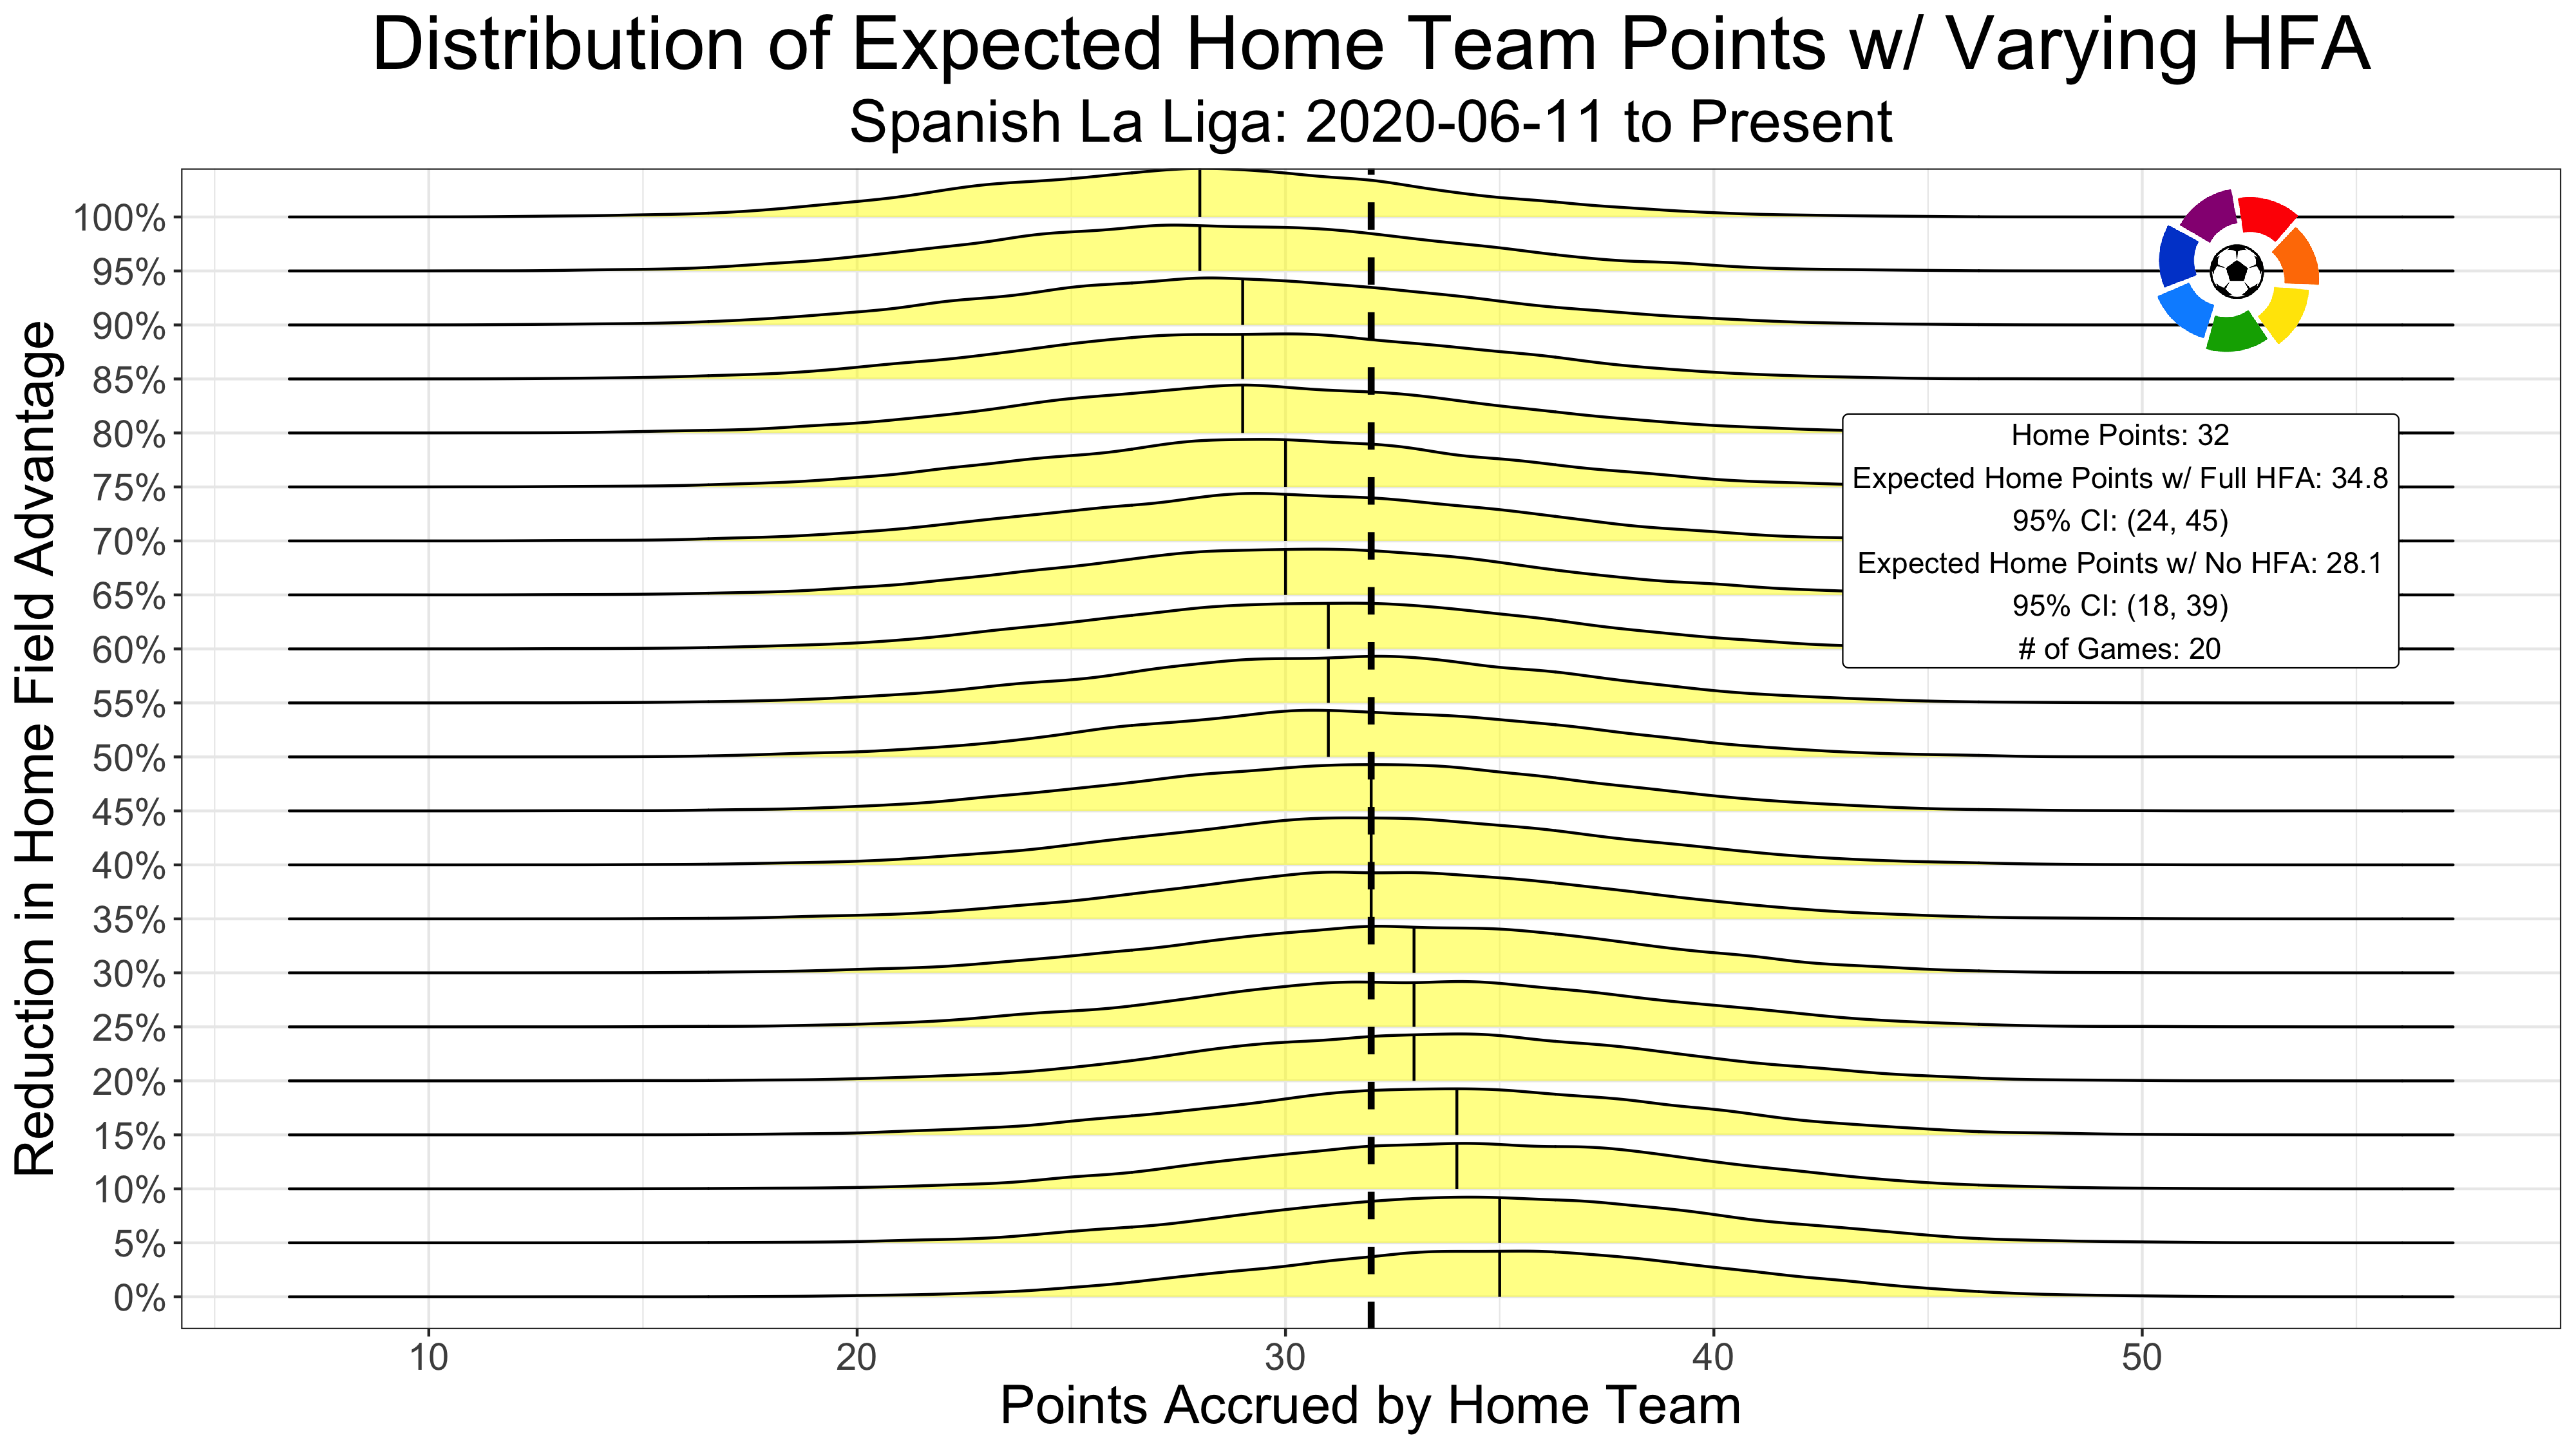 Distribution of Expected Home Team Points w/ Varying HFA
Spanish La Liga: 2020-06-11 to Present
Reduction in Home Field Advantage
100%
95%
90%
85%
80%
75%
70%
65%
60%
55%
50%
45%
40%
35%
30%
25%
20%
15%
10%
5%
0%
Home Points: 32
Expected Home Points w/ Full HFA: 34.8
95% CI: (24, 45)
Expected Home Points w/ No HFA: 28.1
95% CI: (18, 39)
# of Games: 20
10 20 30 40 50
Points Accrued by Home Team